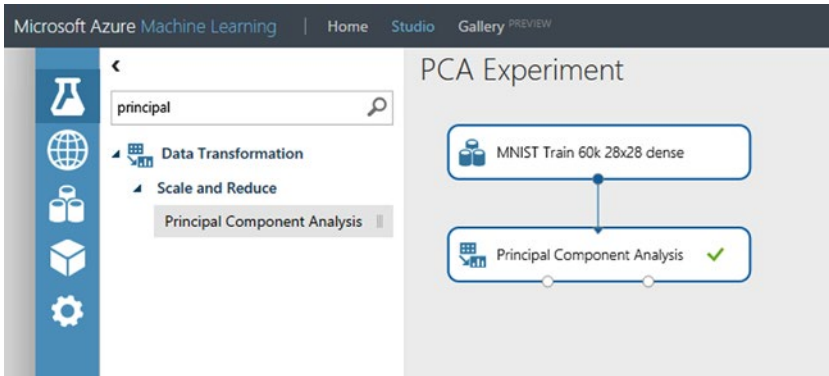 Microsoft Azure Machine Learning | Home Studio Gallery PREVIEW
principal
Data Transformation
Scale and Reduce
Principal Component Analysis
PCA Experiment
MNIST Train 60k 28x28 dense
Principal Component Analysis